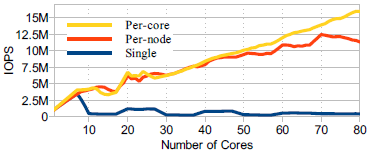 15M
12.5M
10M
7.5M
5M
2.5M
0
IOPS
Per-core
Per-node
Single
10 20 30 40 50 60 70 80
Number of Cores